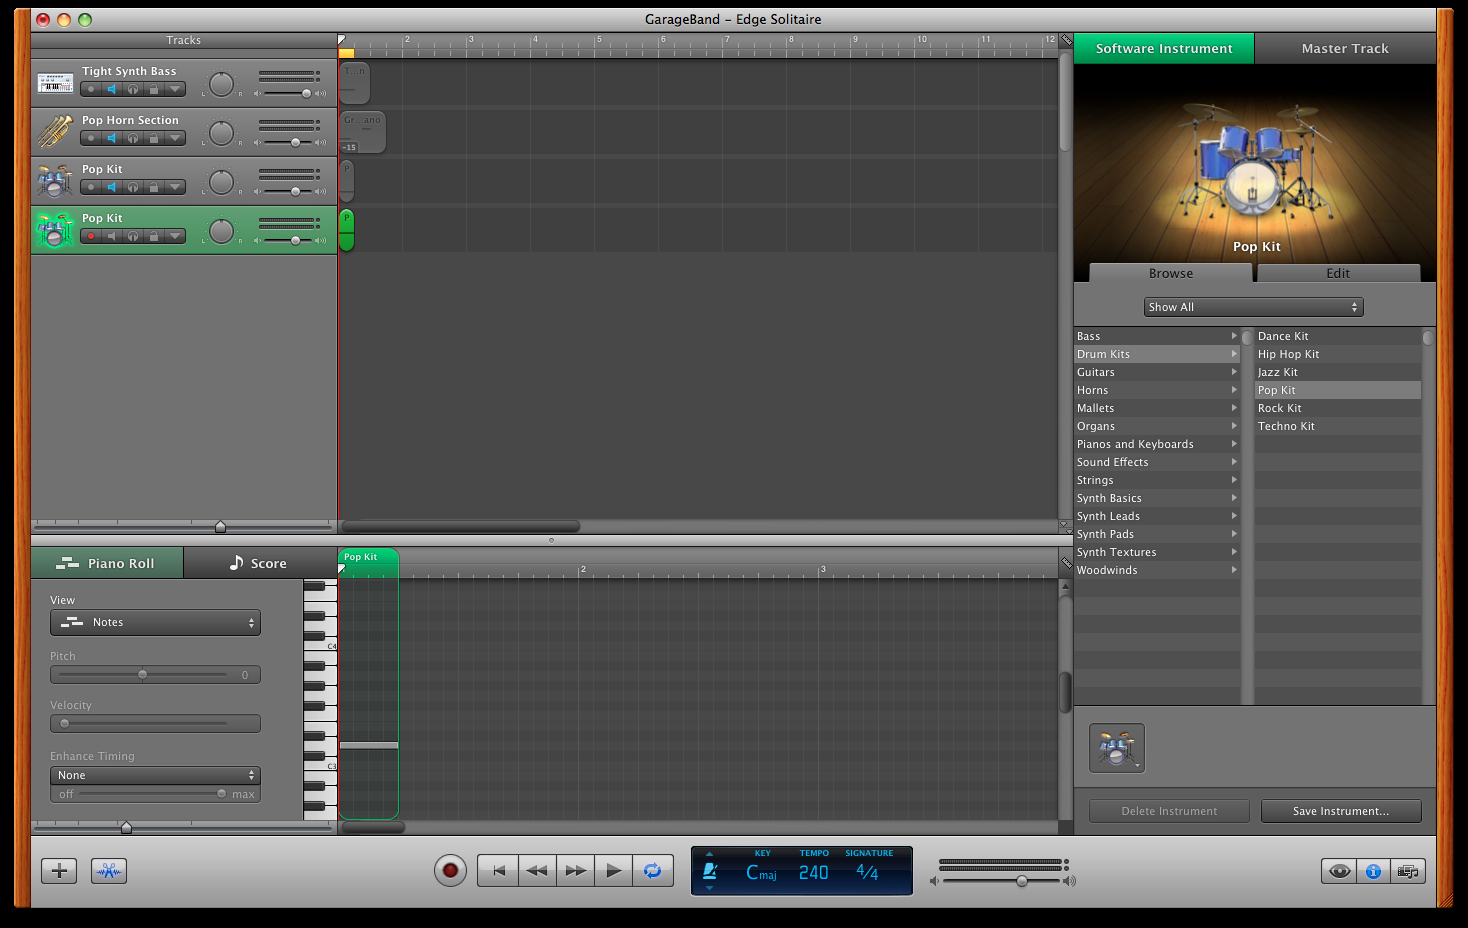 GarageBand – Edge Solitaire
Tracks
2 3 4 5 6 7 8 9 10 11 12
Software Instrument
Master Track
Tight Synth Bass
L R
T...n
Pop Horn Section
L R
Gr...ano
-15
Pop Kit
L R
P
Pop Kit
L R
P
Pop Kit
Browse
Edit
Show All
Bass
Drum Kits
Guitars
Horns
Mallets
Organs
Pianos and Keyboards
Sound Effects
Strings
Synth Basics
Synth Leads
Synth Pads
Synth Textures
Woodwinds
Dance Kit
Hip Hop Kit
Jazz Kit
Pop Kit
Rock Kit
Techno Kit
Piano Roll
Score
Pop Kit
2 3
View
Notes
Pitch
0
Velocity
Enhance Timing
None
off max
C4
C3
Delete Instrument
Save Instrument...
KEY TEMPO SIGNATURE
Cmaj 240 4/4